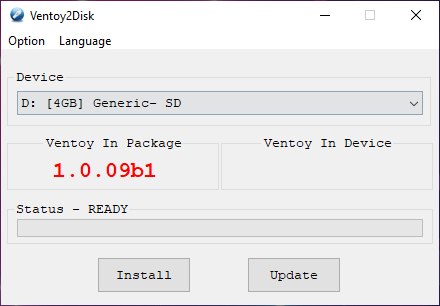 Ventoy2Disk
Option Language
Device
D: [4GB] Generic- SD
Ventoy In Package Ventoy In Device
1.0.09b1
Status - READY
Install Update